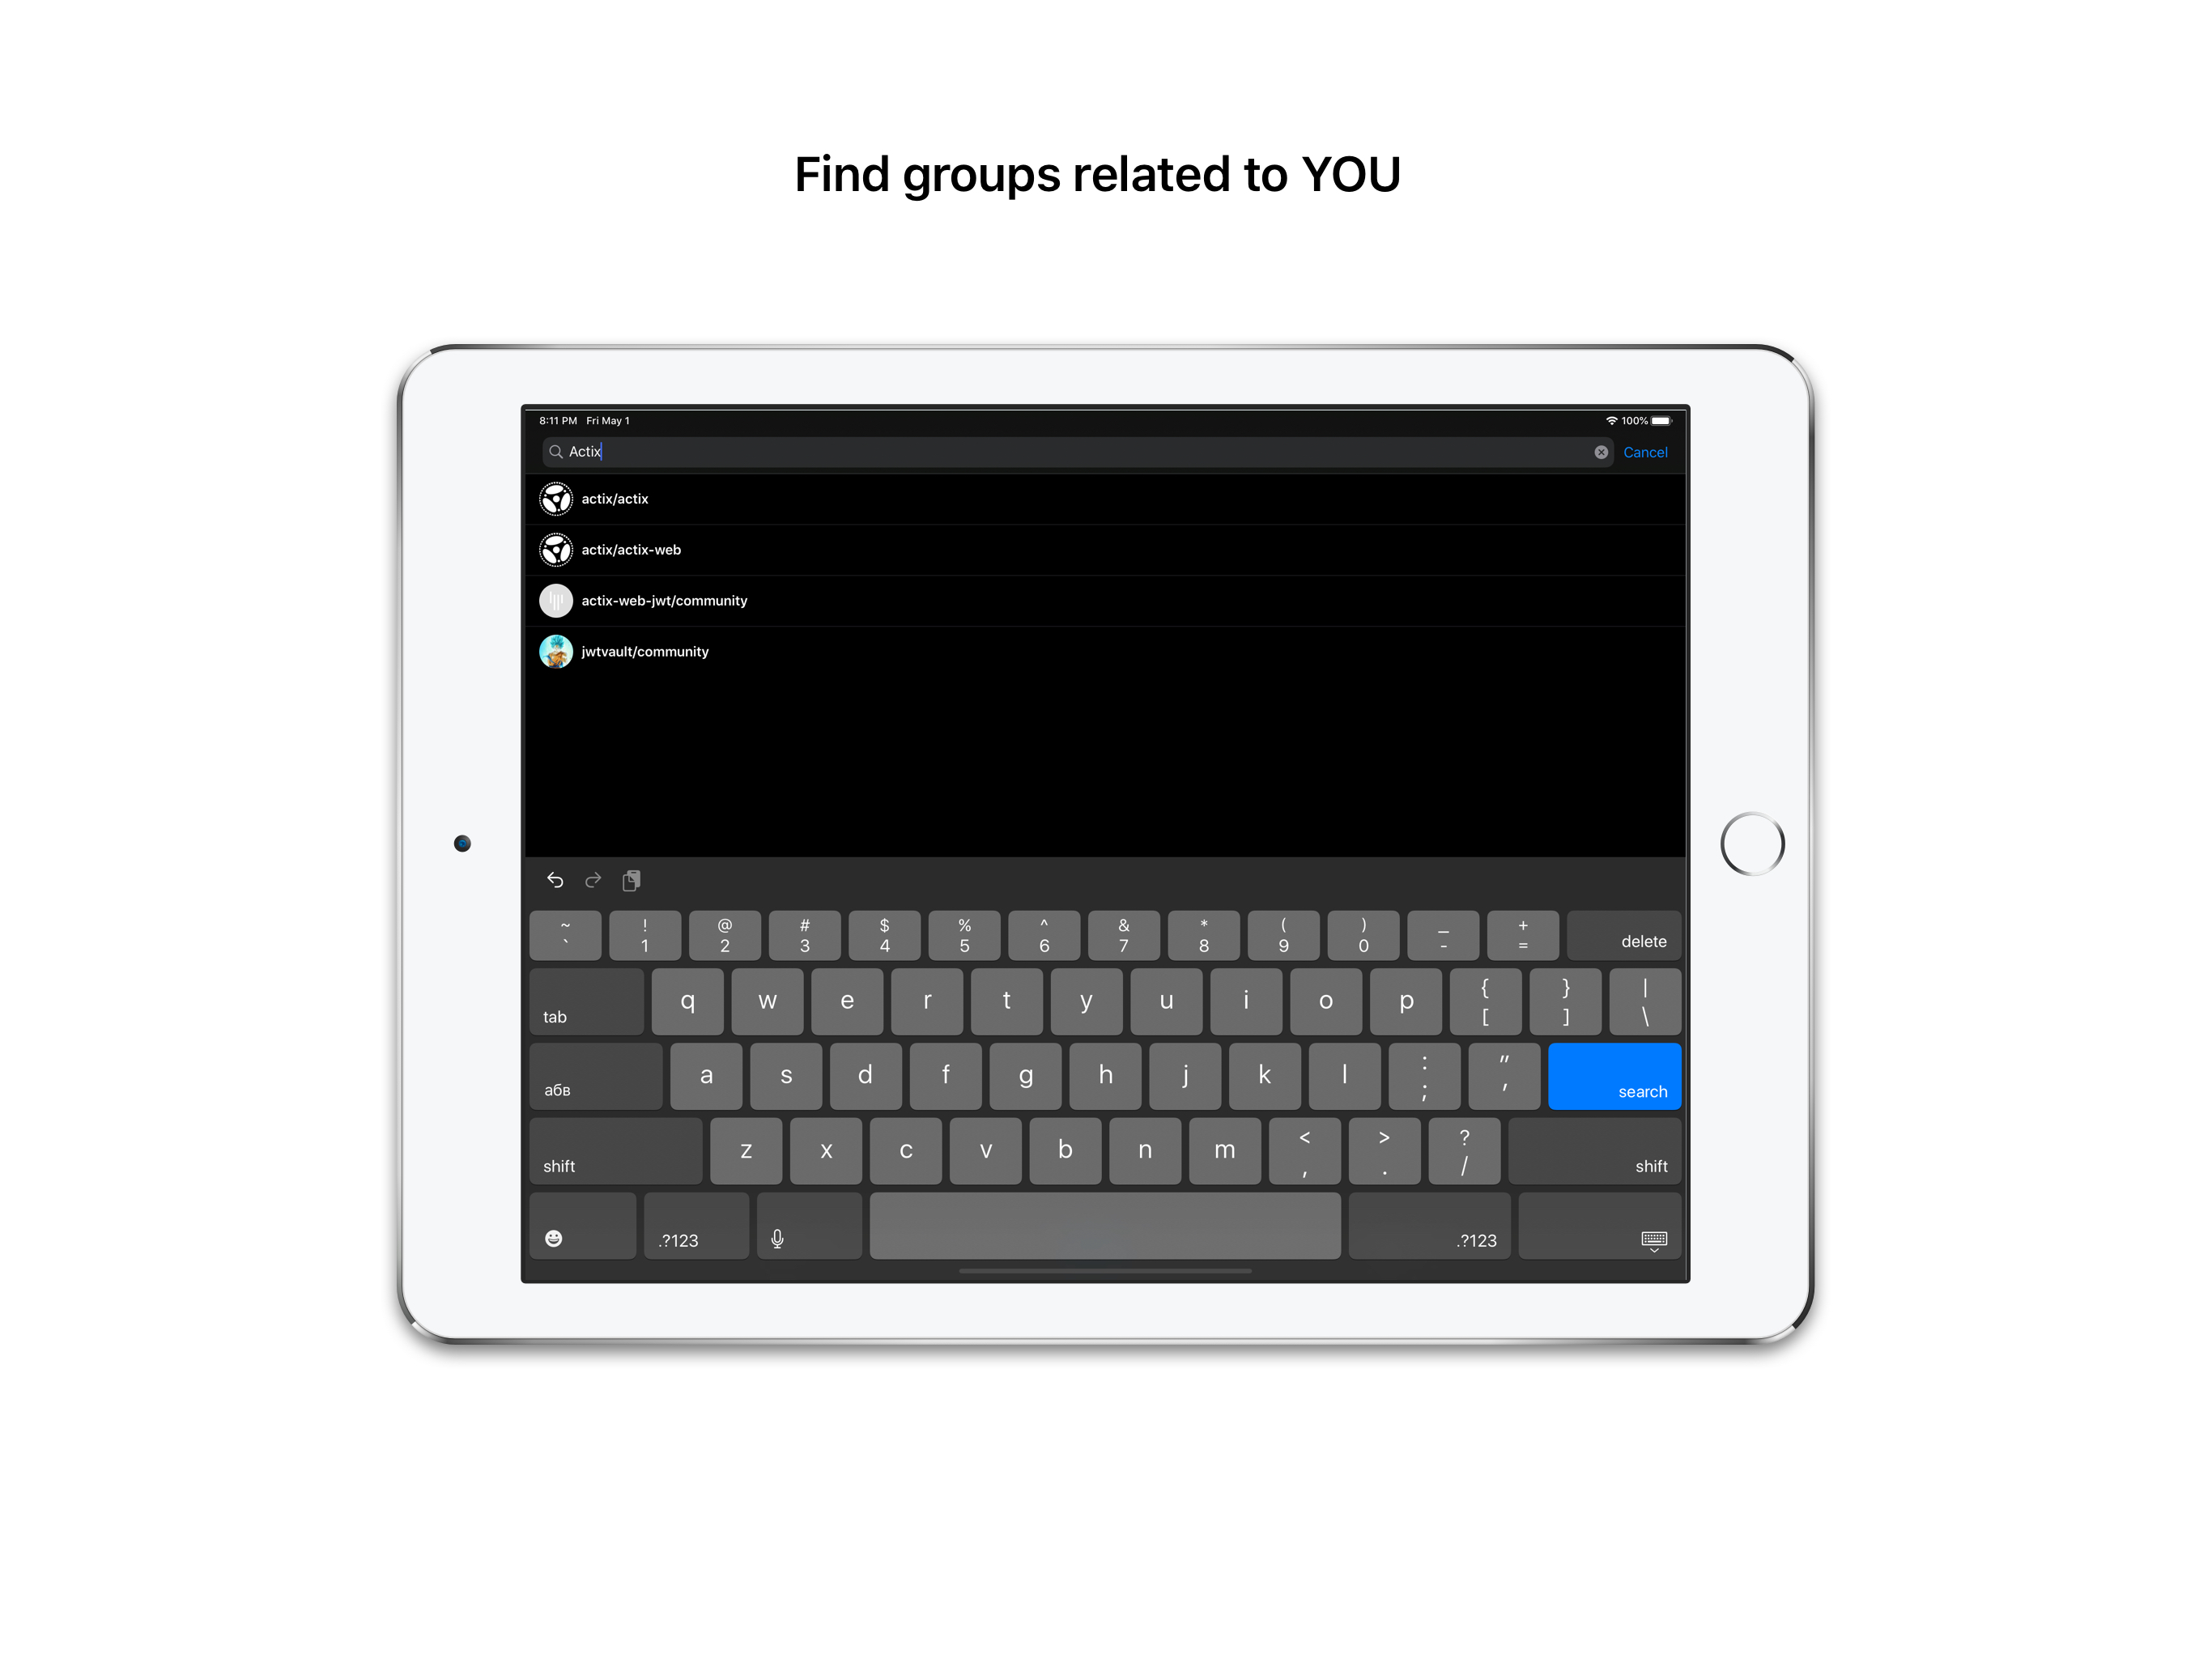 Find groups related to YOU
8:11 PM Fri May 1 100%
Actix Cancel
actix/actix
actix/actix-web
actix-web-jwt/community
jwtvault/community
~ ! @ # $ % ^ & * ( ) _ +
` 1 2 3 4 5 6 7 8 9 0 - = delete
tab q w e r t y u i o p { [ } ] | \
абв a s d f g h j k l : ; " ' search
shift z x c v b n m < , > . ? / shift
.?123 .?123